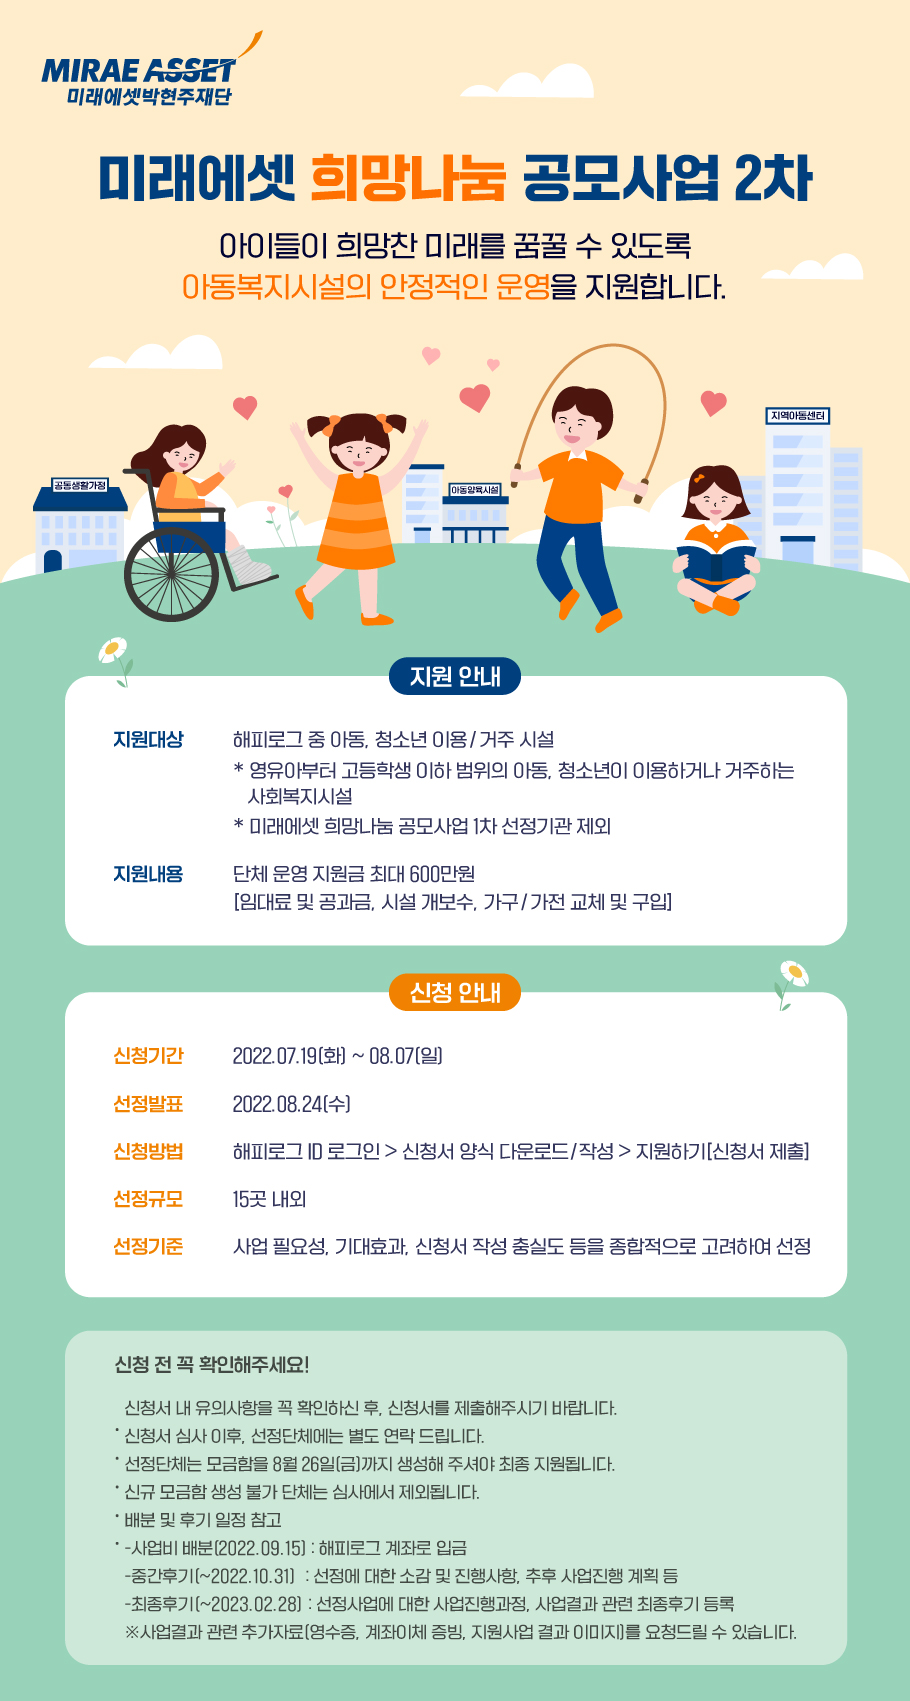 MIRAE ASSET
미래에셋박현주재단
미래에셋 희망나눔 공모사업 2차
아이들이 희망찬 미래를 꿈꿀 수 있도록
아동복지시설의 안정적인 운영을 지원합니다.
지역아동센터
공동생활가정
아동양육시설
지원 안내
지원대상 해피로그 중 아동, 청소년 이용/거주 시설
* 영유아부터 고등학생 이하 범위의 아동, 청소년이 이용하거나 거주하는
사회복지시설
* 미래에셋 희망나눔 공모사업 1차 선정기관 제외
지원내용 단체 운영 지원금 최대 600만원
[임대료 및 공과금, 시설 개보수, 가구/가전 교체 및 구입]
신청 안내
신청기간 2022.07.19(화) ~ 08.07(일)
선정발표 2022.08.24(수)
신청방법 해피로그 ID 로그인 > 신청서 양식 다운로드/작성 > 지원하기[신청서 제출]
선정규모 15곳 내외
선정기준 사업 필요성, 기대효과, 신청서 작성 충실도 등을 종합적으로 고려하여 선정
신청 전 꼭 확인해주세요!
신청서 내 유의사항을 꼭 확인하신 후, 신청서를 제출해주시기 바랍니다.
· 신청서 심사 이후, 선정단체에는 별도 연락 드립니다.
· 선정단체는 모금함을 8월 26일(금)까지 생성해 주셔야 최종 지원됩니다.
· 신규 모금함 생성 불가 단체는 심사에서 제외됩니다.
· 배분 및 후기 일정 참고
· -사업비 배분(2022.09.15) : 해피로그 계좌로 입금
-중간후기(~2022.10.31) : 선정에 대한 소감 및 진행사항, 추후 사업진행 계획 등
-최종후기(~2023.02.28) : 선정사업에 대한 사업진행과정, 사업결과 관련 최종후기 등록
※사업결과 관련 추가자료(영수증, 계좌이체 증빙, 지원사업 결과 이미지)를 요청드릴 수 있습니다.